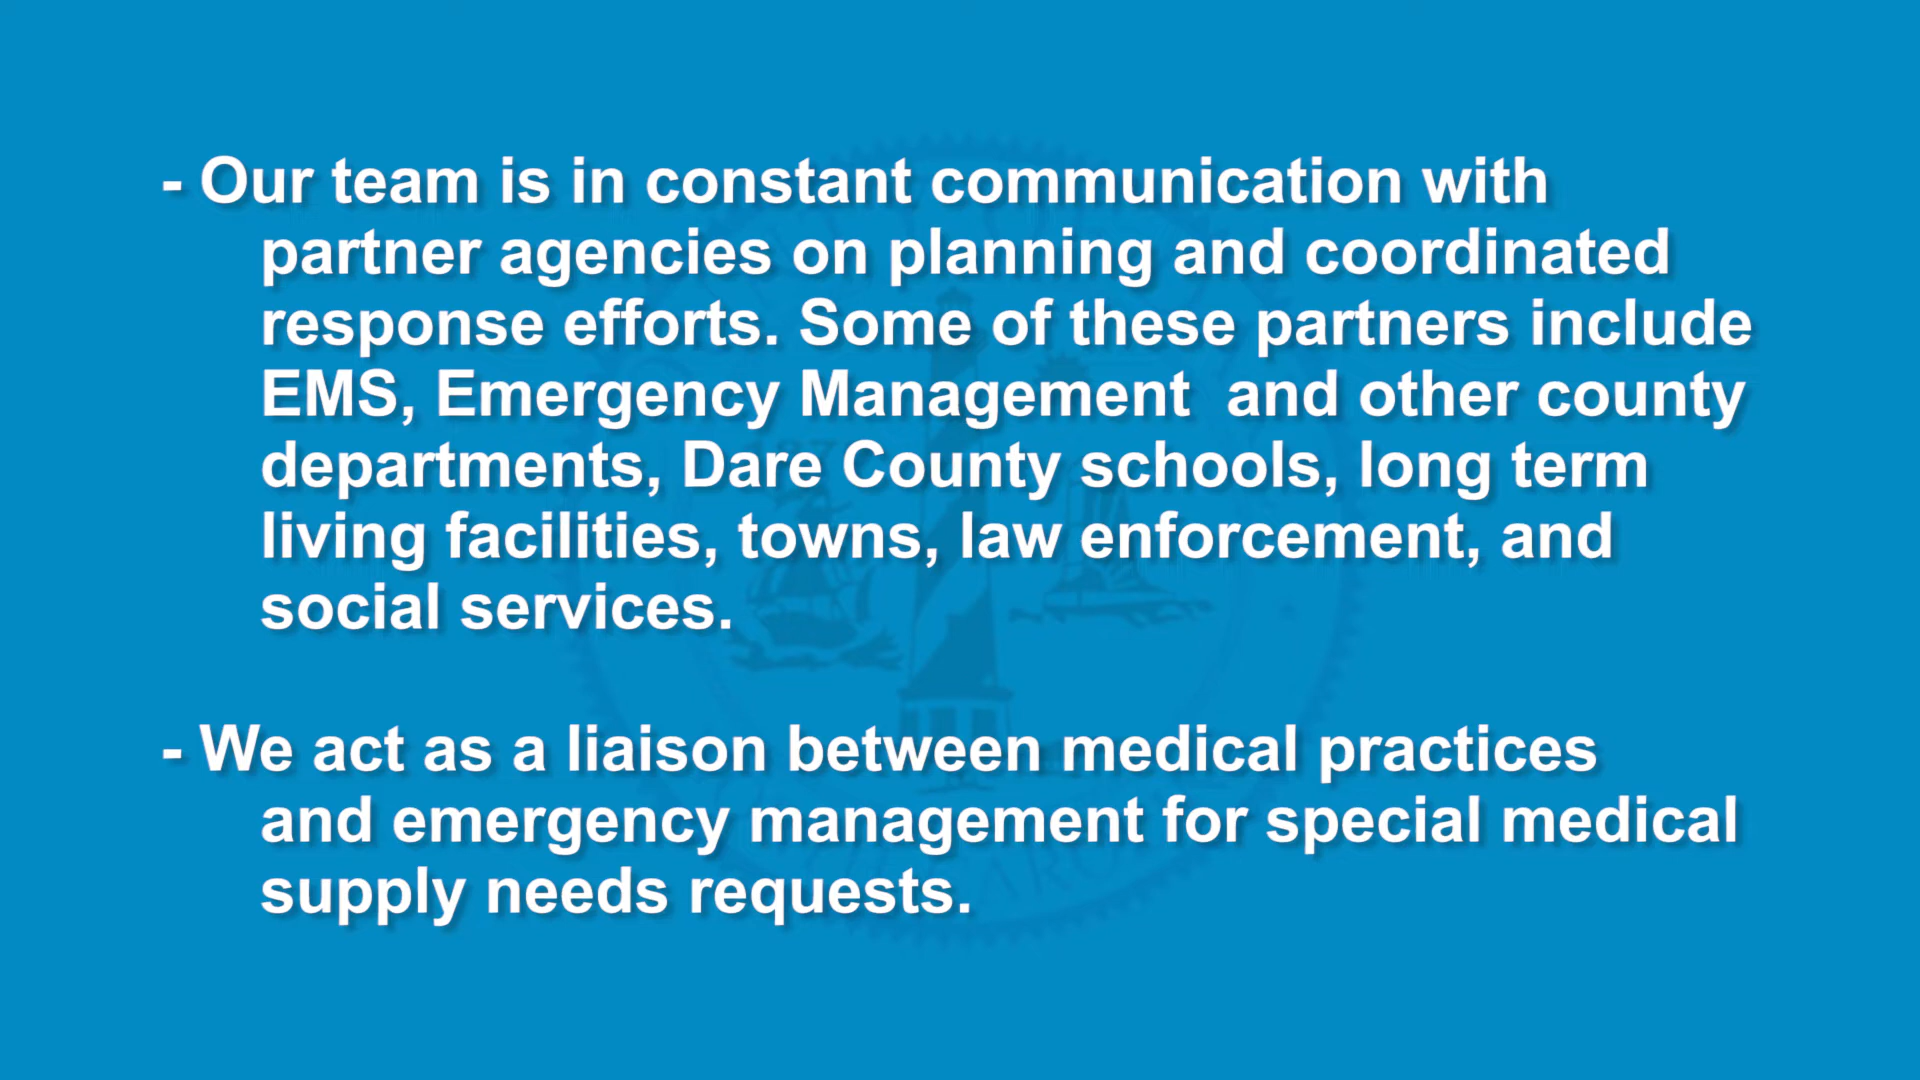 - Our team is in constant communication with
partner agencies on planning and coordinated
response efforts. Some of these partners include
EMS, Emergency Management  and other county
departments, Dare County schools, long term
living facilities, towns, law enforcement, and
social services.
- We act as a liaison between medical practices
and emergency management for special medical
supply needs requests.